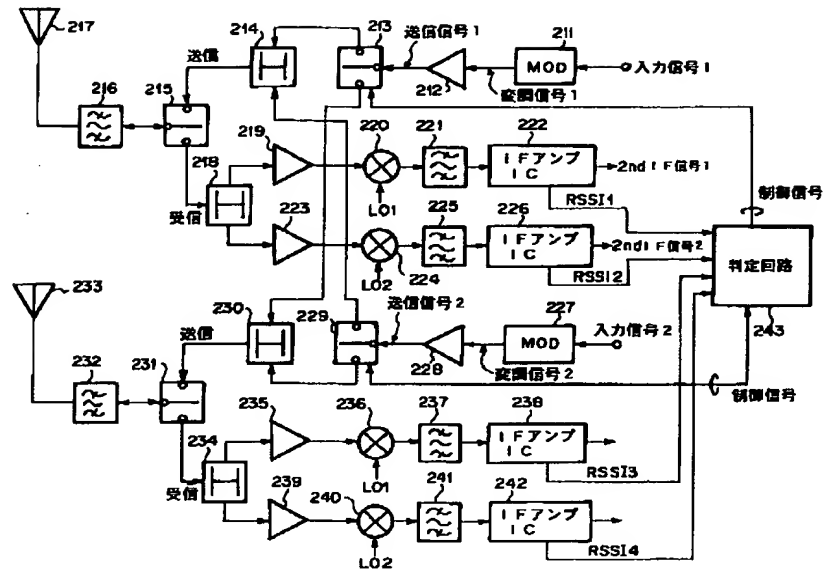 217
送信
214
213
送信信号1
211
MOD
入力信号1
212
変調信号1
216
215
219
220
221
222
IFアンプ
IC
2nd IF信号1
218
LO1
RSSI1
制御信号
受信
223
225
226
IFアンプ
IC
2nd IF信号2
224
LO2
RSSI2
判定回路
243
233
送信
230
229
送信信号2
227
MOD
入力信号2
228
変調信号2
232
231
制御信号
235
236
237
238
IFアンプ
IC
234
LO1
RSSI3
受信
239
240
241
242
IFアンプ
IC
LO2
RSSI4